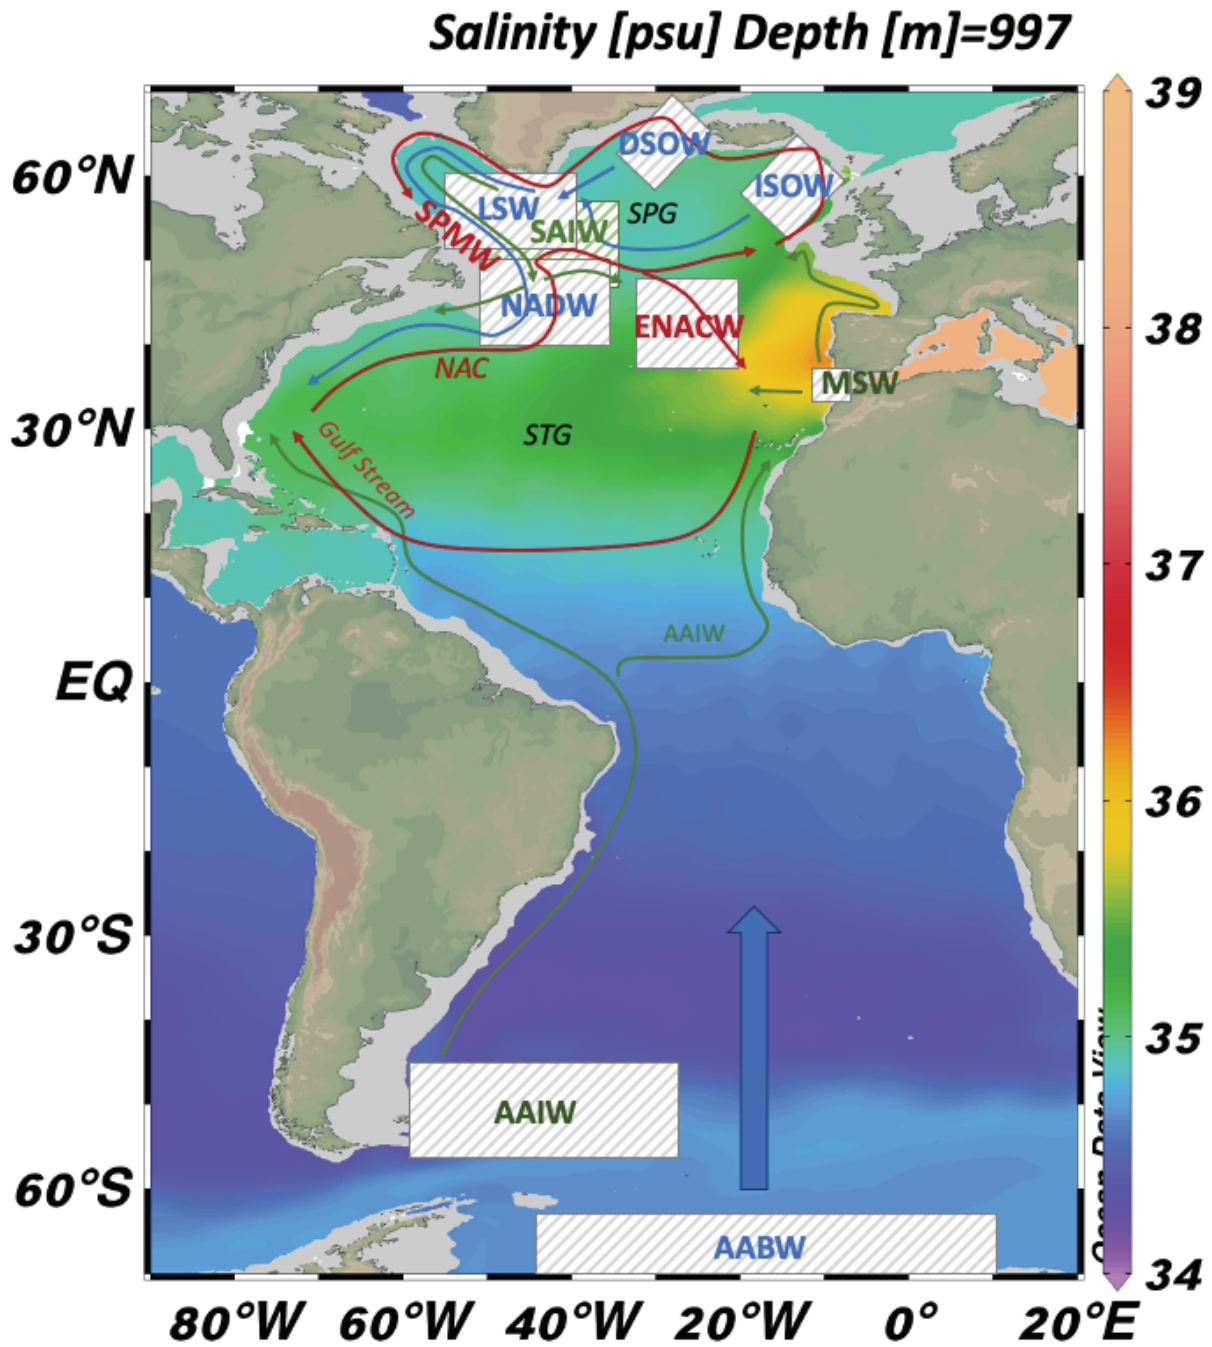 Salinity [psu] Depth [m]=997
39
DSOW
60°N
ISOW
LSW
SPG
SAIW
SPMW
NADW
ENACW
38
NAC
MSW
30°N
STG
Gulf Stream
37
AAIW
EQ
36
30°S
35
Ocean Data View
AAIW
60°S
AABW
34
80°W 60°W 40°W 20°W 0° 20°E